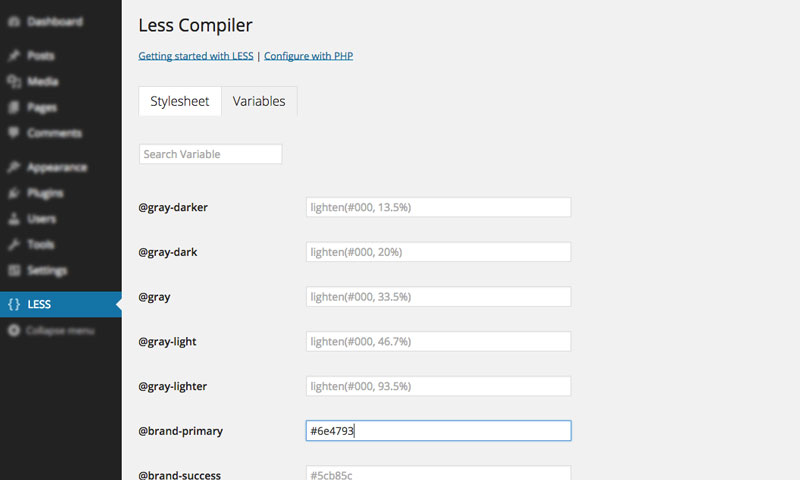 Less Compiler
Getting started with LESS | Configure with PHP
Stylesheet
Variables
Search Variable
@gray-darker
lighten(#000, 13.5%)
@gray-dark
lighten(#000, 20%)
@gray
lighten(#000, 33.5%)
@gray-light
lighten(#000, 46.7%)
@gray-lighter
lighten(#000, 93.5%)
@brand-primary
#6e4793
@brand-success
#5cb85c
Dashboard
Posts
Media
Pages
Comments
Appearance
Plugins
Users
Tools
Settings
{ } LESS
Collapse menu